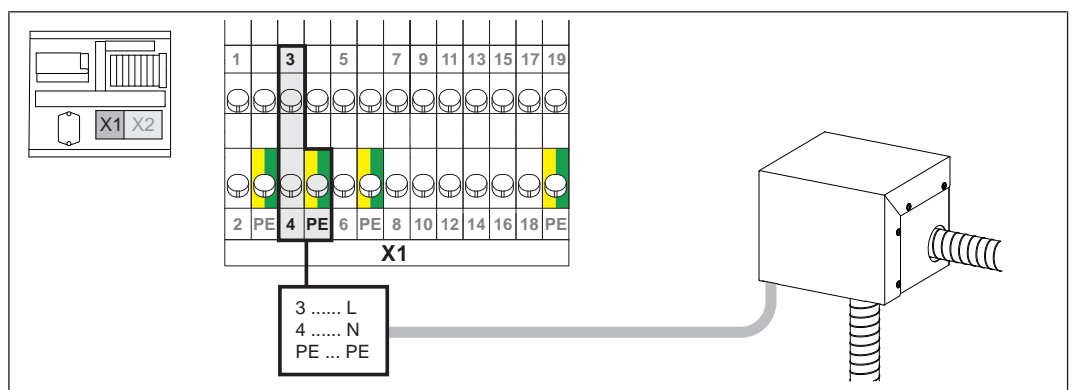 X1 X2
1 3 5 7 9 11 13 15 17 19
2 PE 4 PE 6 PE 8 10 12 14 16 18 PE
X1
3 ...... L
4 ...... N
PE ... PE